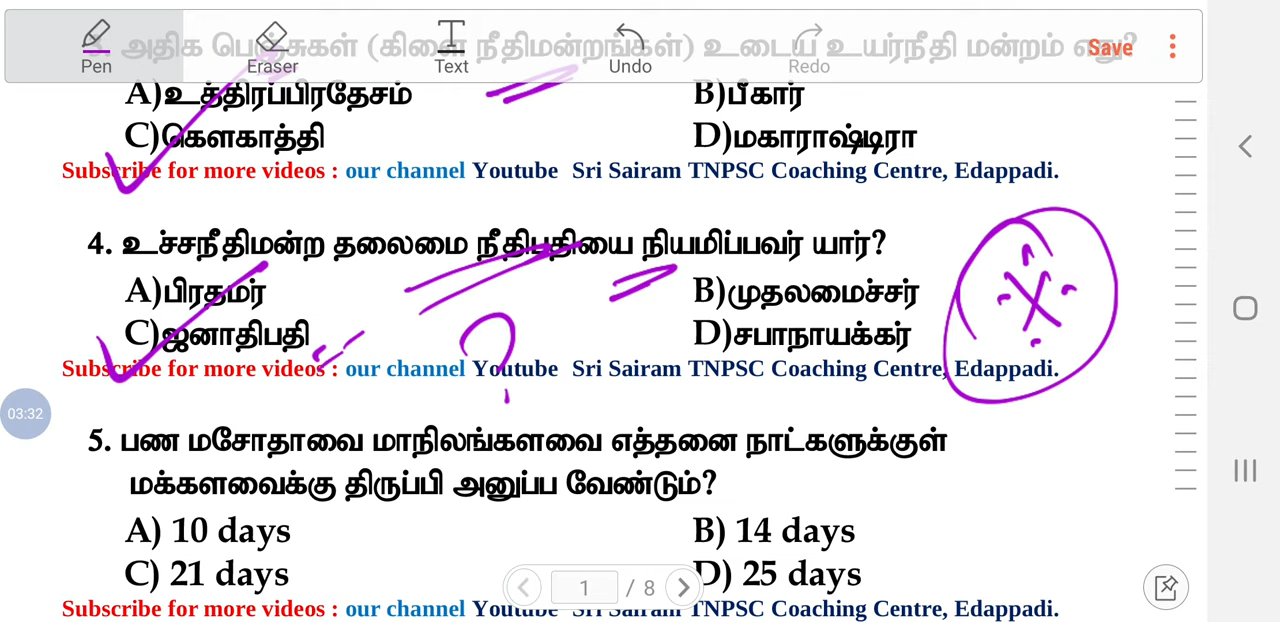 Pen
Eraser
Text
Undo
Redo
Save
அதிக பெஞ்சுகள் (கிளை நீதிமன்றங்கள்) உடைய உயர்நீதி மன்றம் எது?
A)உத்திரப்பிரதேசம் B)பீகார்
C)கௌகாத்தி D)மகாராஷ்டிரா
Subscribe for more videos : our channel Youtube Sri Sairam TNPSC Coaching Centre, Edappadi.
4. உச்சநீதிமன்ற தலைமை நீதிபதியை நியமிப்பவர் யார்?
A)பிரதமர் B)முதலமைச்சர்
C)ஜனாதிபதி D)சபாநாயக்கர்
?
Subscribe for more videos : our channel Youtube Sri Sairam TNPSC Coaching Centre, Edappadi.
03:32
5. பண மசோதாவை மாநிலங்களவை எத்தனை நாட்களுக்குள்
மக்களவைக்கு திருப்பி அனுப்ப வேண்டும்?
A) 10 days B) 14 days
C) 21 days D) 25 days
1 / 8
Subscribe for more videos : our channel Youtube Sri Sairam TNPSC Coaching Centre, Edappadi.